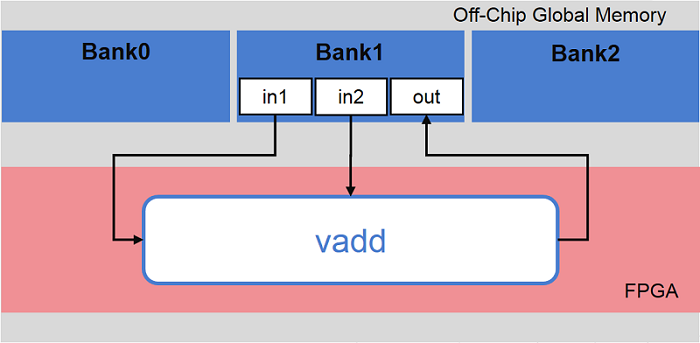 Off-Chip Global Memory
Bank0 Bank1 Bank2
in1 in2 out
vadd
FPGA